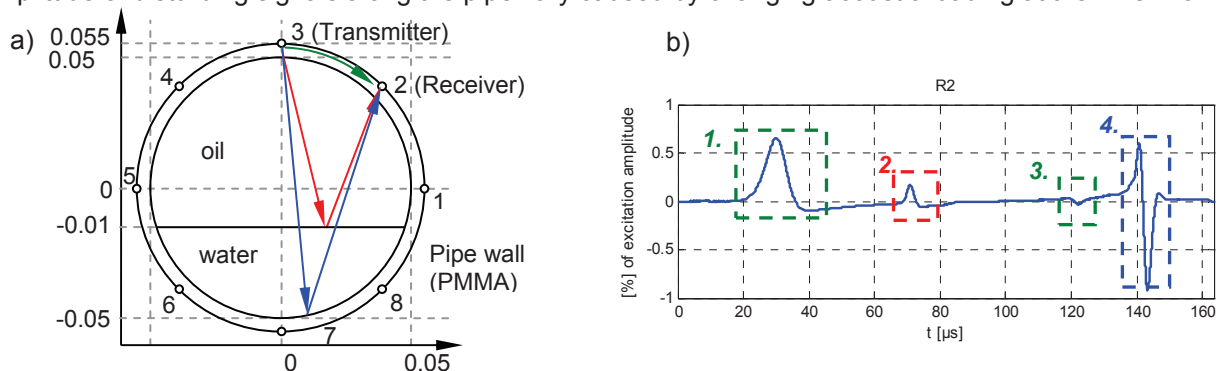 a)
0.055
0.05
0
-0.01
-0.05
0
0.05
3 (Transmitter)
4
2 (Receiver)
oil
5
1
water
Pipe wall
(PMMA)
6
8
7
b)
R2
1
0.5
0
-0.5
-1
[%] of excitation amplitude
1.
2.
3.
4.
0
20
40
60
80
100
120
140
160
t [µs]